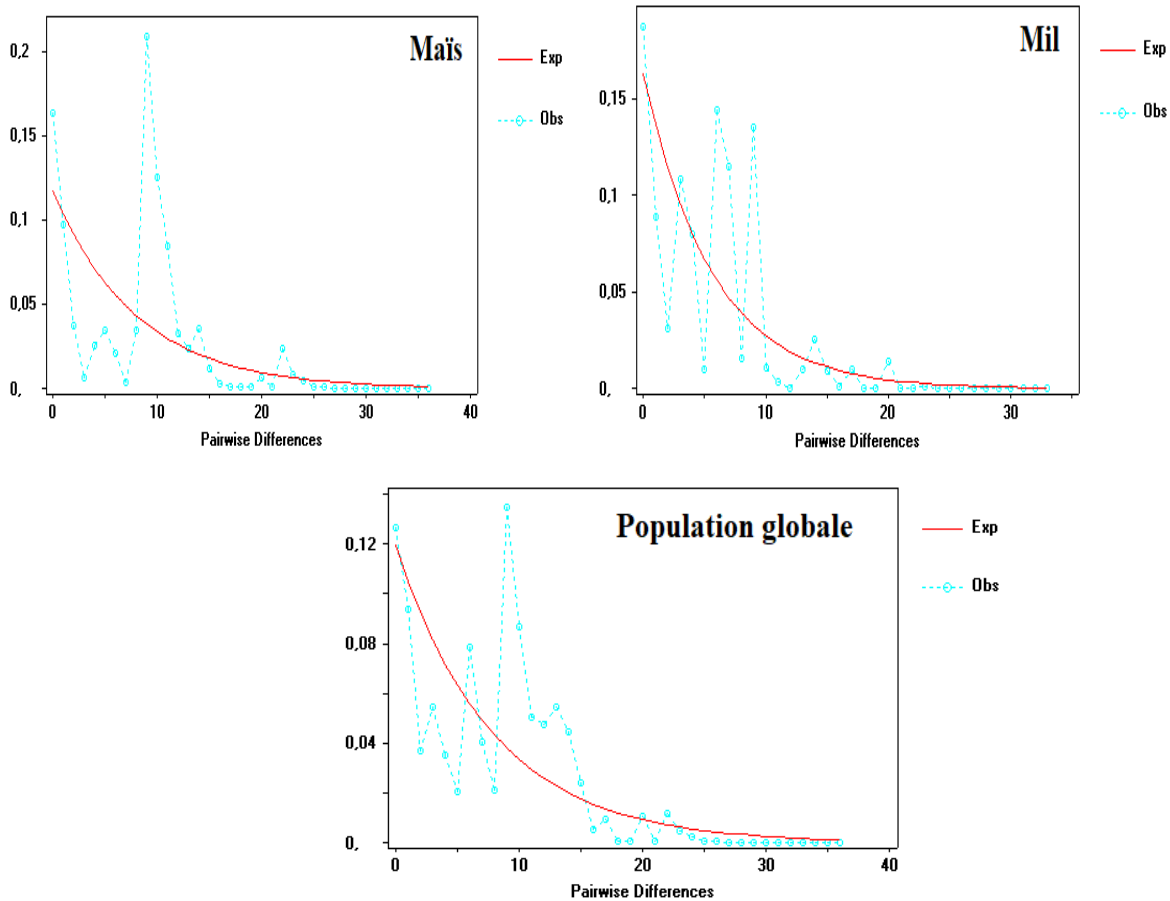 Maïs
Exp
Obs
0,2
0,15
0,1
0,05
0,
0 10 20 30 40
Pairwise Differences
Mil
Exp
Obs
0,15
0,1
0,05
0,
0 10 20 30
Pairwise Differences
Population globale
Exp
Obs
0,12
0,08
0,04
0,
0 10 20 30 40
Pairwise Differences